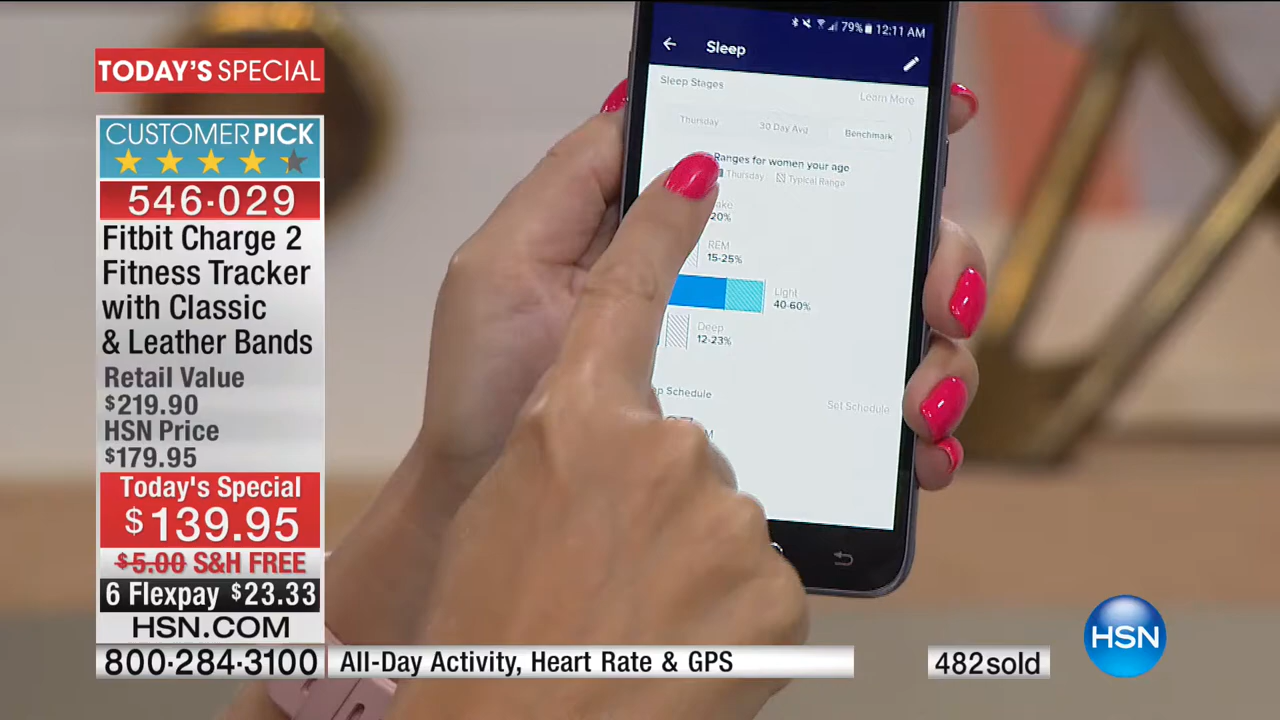 TODAY'S SPECIAL
CUSTOMER PICK
546·029
Fitbit Charge 2
Fitness Tracker
with Classic
& Leather Bands
Retail Value
$219.90
HSN Price
$179.95
Today's Special
$139.95
$5.00 S&H FREE
6 Flexpay $23.33
HSN.COM
800·284·3100
All-Day Activity, Heart Rate & GPS
482 sold
HSN
79% 12:11 AM
Sleep
Sleep Stages
Learn More
Thursday
30 Day Avg
Benchmark
Ranges for women your age
Thursday
Typical Range
20%
REM
15-25%
Light
40-60%
Deep
12-23%
Schedule
Set Schedule